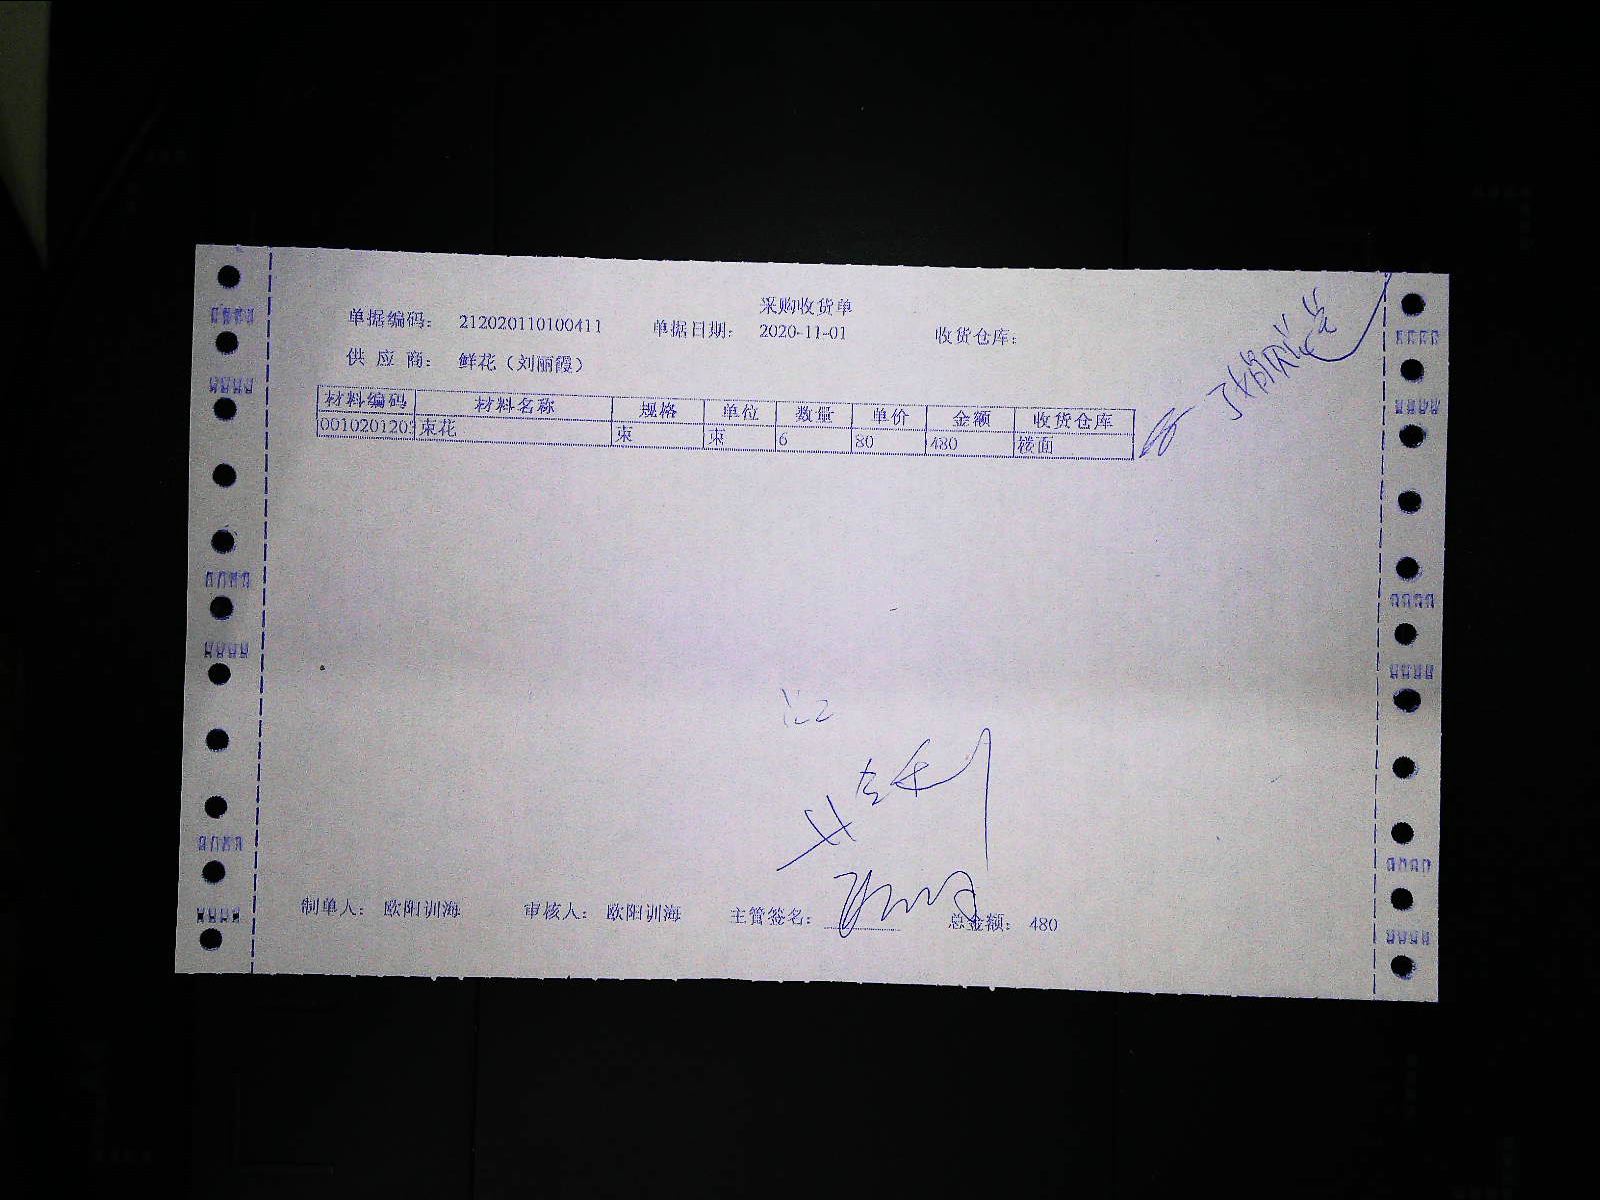 采购收货单
单据编码： 212020110100411 单据日期： 2020-11-01 收货仓库：
供 应 商： 鲜花（刘丽霞）
材料编码 材料名称 规格 单位 数量 单价 金额 收货仓库
001020120 束花 束 束 6 80 480 楼面
制单人： 欧阳训海 审核人： 欧阳训海 主管签名： 总金额： 480